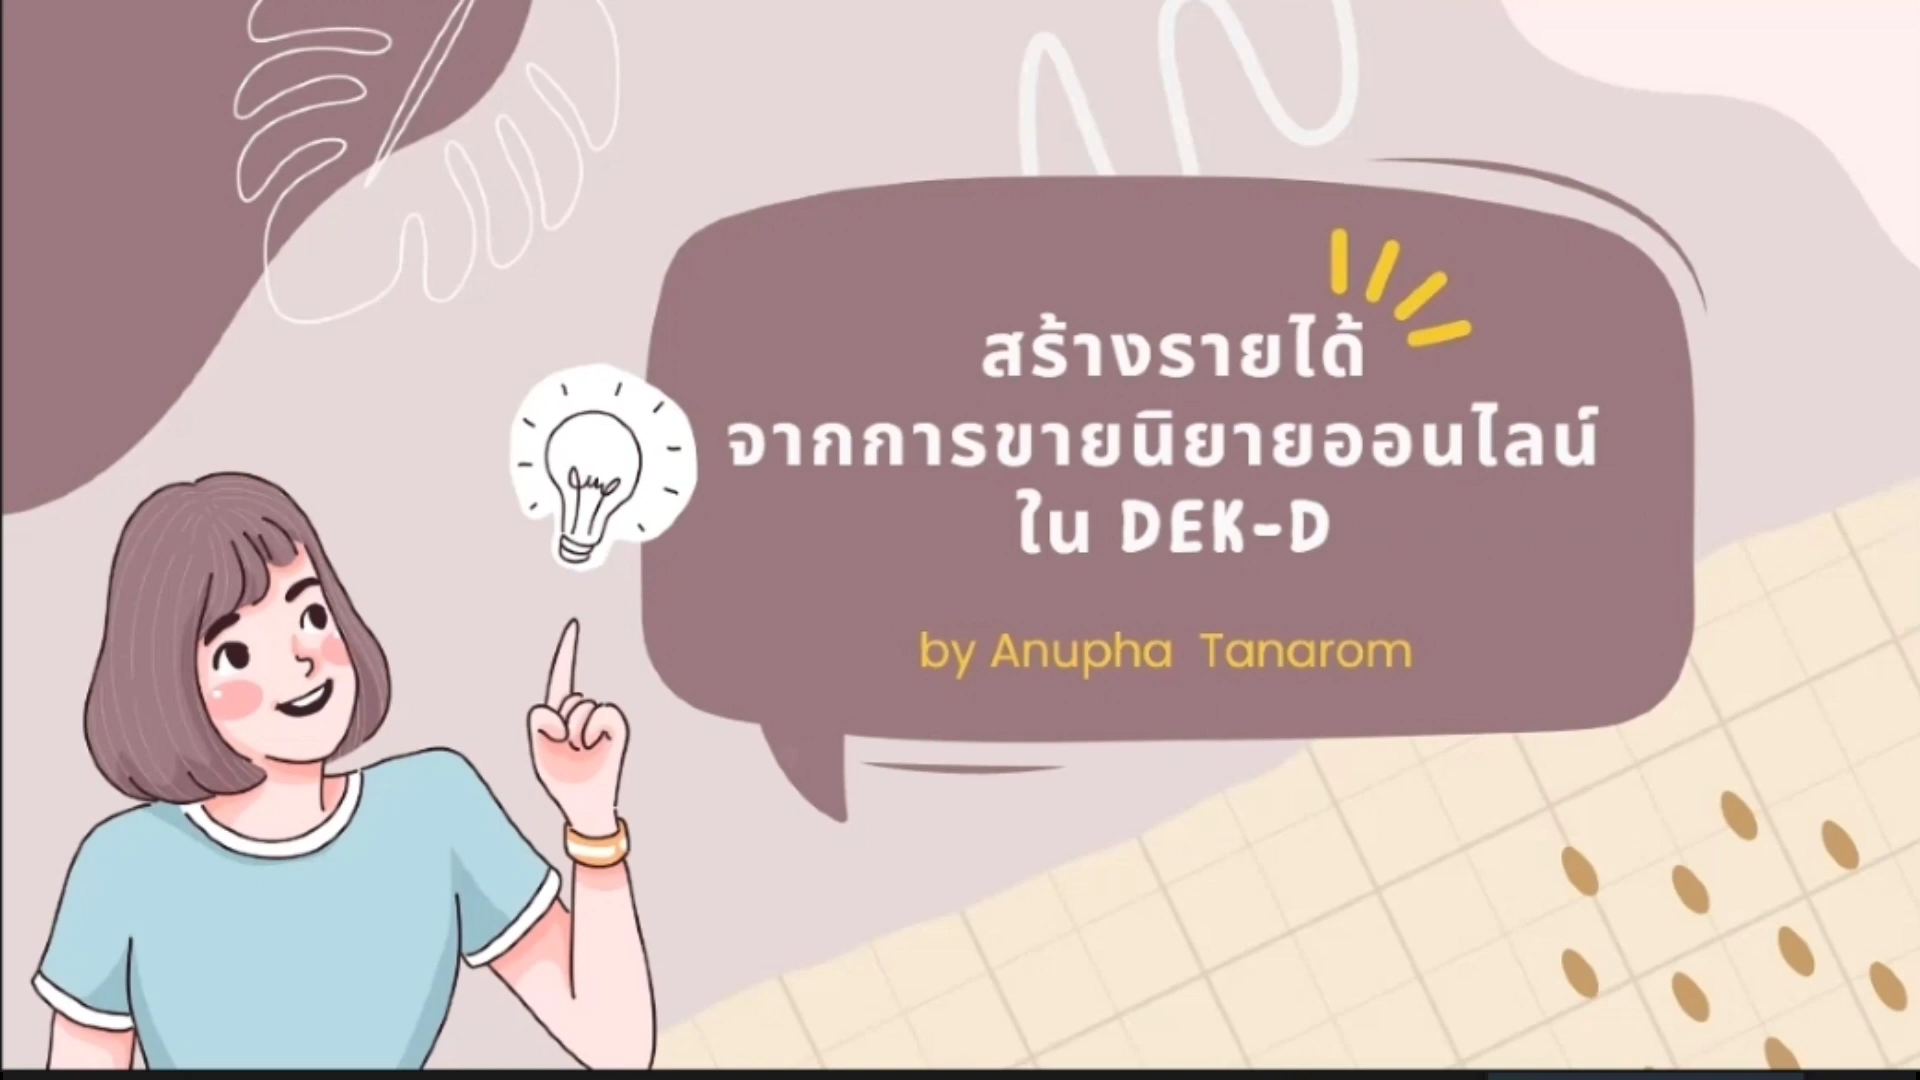 สร้างรายได้
จากการขายนิยายออนไลน์
ใน DEK-D
by Anupha Tanarom